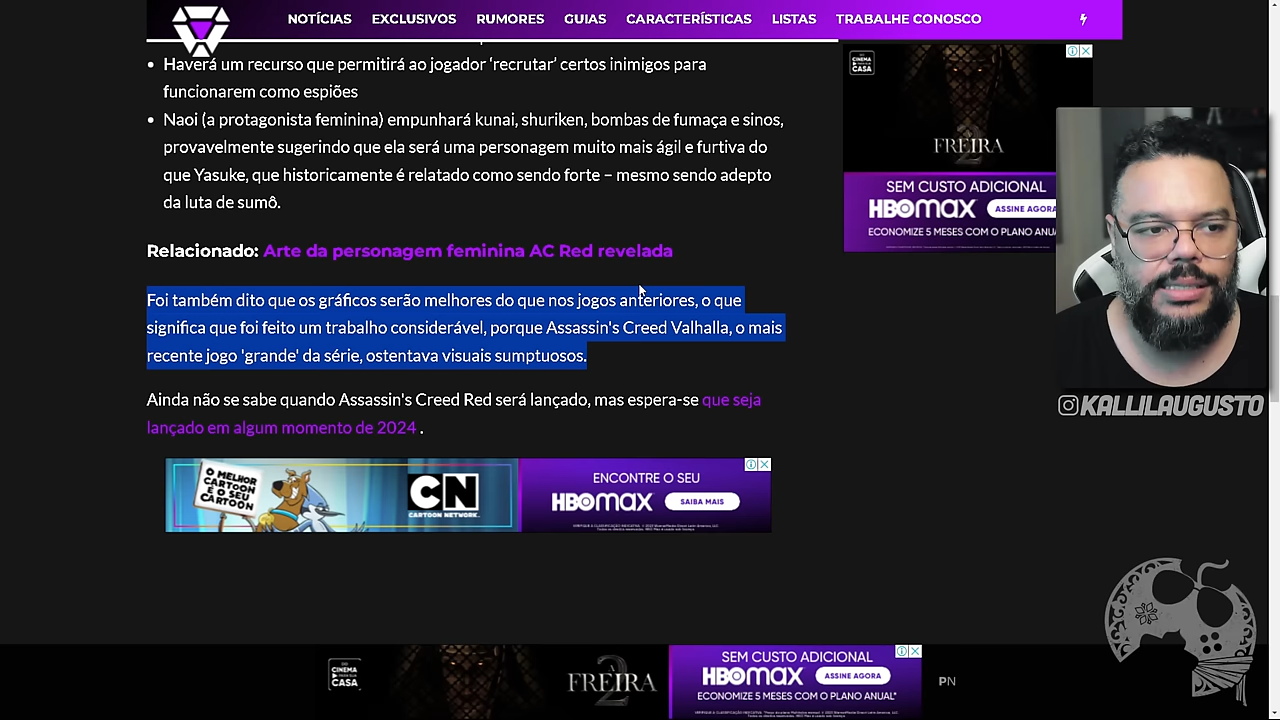 NOTÍCIAS EXCLUSIVOS RUMORES GUIAS CARACTERÍSTICAS LISTAS TRABALHE CONOSCO
Haverá um recurso que permitirá ao jogador 'recrutar' certos inimigos para
funcionarem como espiões
Naoi (a protagonista feminina) empunhará kunai, shuriken, bombas de fumaça e sinos,
provavelmente sugerindo que ela será uma personagem muito mais ágil e furtiva do
que Yasuke, que historicamente é relatado como sendo forte – mesmo sendo adepto
da luta de sumô.
Relacionado: Arte da personagem feminina AC Red revelada
Foi também dito que os gráficos serão melhores do que nos jogos anteriores, o que
significa que foi feito um trabalho considerável, porque Assassin's Creed Valhalla, o mais
recente jogo 'grande' da série, ostentava visuais sumptuosos.
Ainda não se sabe quando Assassin's Creed Red será lançado, mas espera-se que seja
lançado em algum momento de 2024 .
O MELHOR
CARTOON
É O SEU
CARTOON
CN
CARTOON NETWORK
ENCONTRE O SEU
HBOMAX
SAIBA MAIS
CINEMA
CASA
A FREIRA 2
SEM CUSTO ADICIONAL
HBOMAX
ASSINE AGORA
ECONOMIZE 5 MESES COM O PLANO ANUA
KALLILAUGUSTO
CINEMA
CASA
A FREIRA 2
SEM CUSTO ADICIONAL
HBOMAX
ASSINE AGORA
ECONOMIZE 5 MESES COM O PLANO ANUAL*
PN